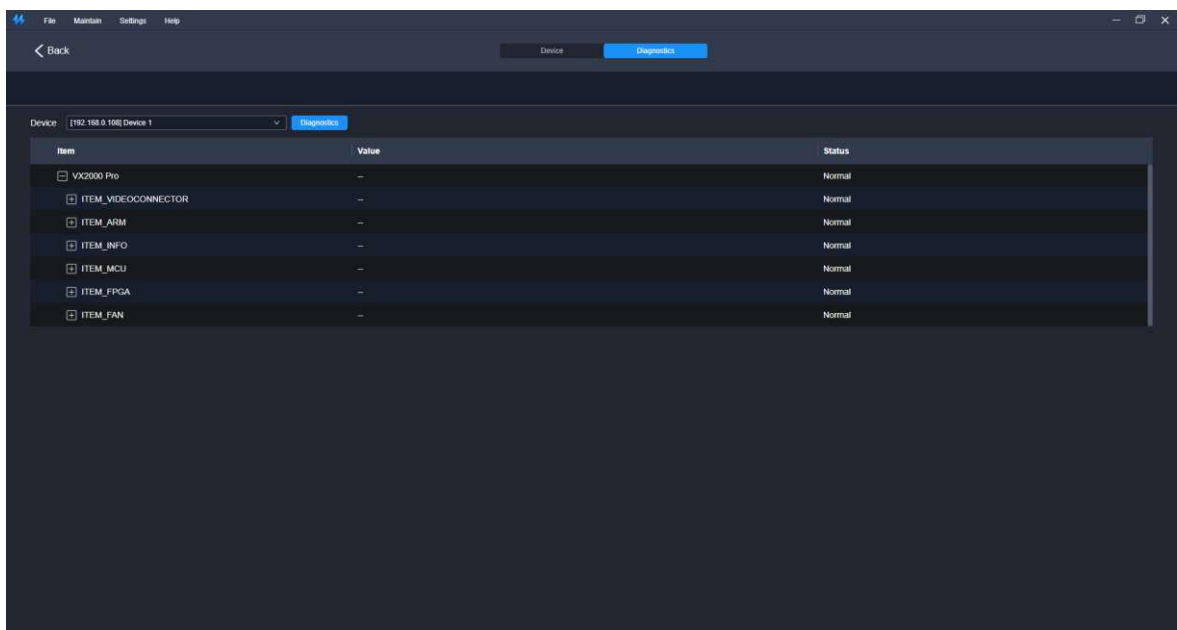 File Maintain Settings Help
Back Device Diagnostics
Device [192.168.0.108] Device 1 Diagnostics
Item Value Status
VX2000 Pro -- Normal
ITEM_VIDEOCONNECTOR -- Normal
ITEM_ARM -- Normal
ITEM_INFO -- Normal
ITEM_MCU -- Normal
ITEM_FPGA -- Normal
ITEM_FAN -- Normal